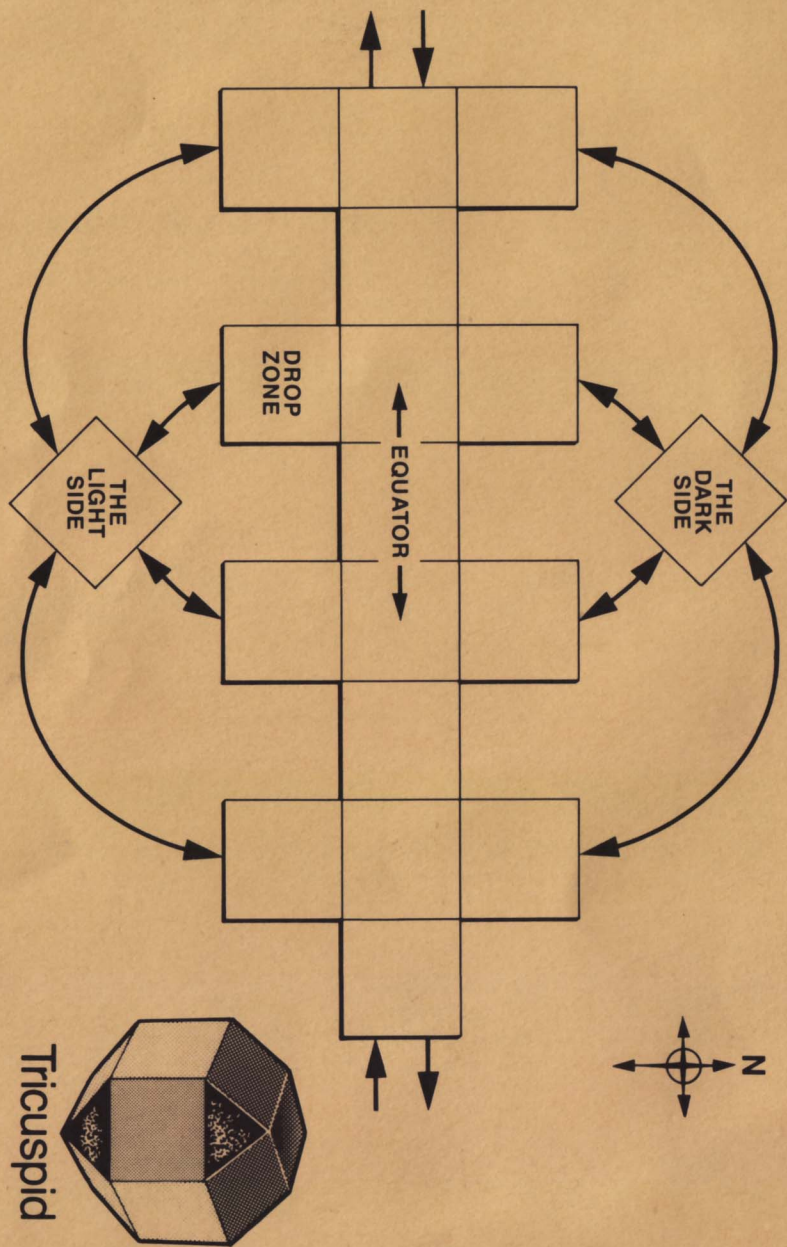 THE
DARK
SIDE
EQUATOR
DROP
ZONE
THE
LIGHT
SIDE
N
Tricuspid